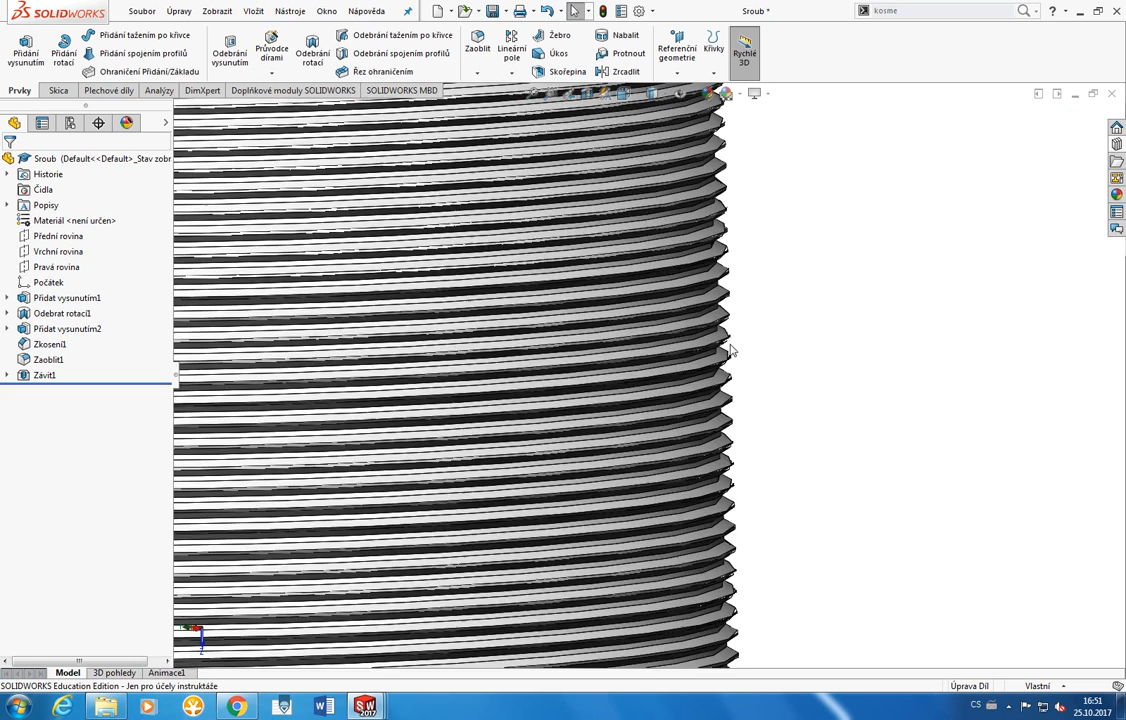 SOLIDWORKS Soubor Úpravy Zobrazit Vložit Nástroje Okno Nápověda Sroub * kosme
Přidání vysunutím
Přidání rotací
Přidání tažením po křivce
Přidání spojením profilů
Ohraničení Přidání/Základu
Odebrání vysunutím
Průvodce dírami
Odebrání rotací
Odebrání tažením po křivce
Odebrání spojením profilů
Řez ohraničením
Zaoblit
Lineární pole
Žebro
Úkos
Skořepina
Nabalit
Protnout
Zrcadlit
Referenční geometrie
Křivky
Rychlé 3D
Prvky Skica Plechové díly Analýzy DimXpert Doplňkové moduly SOLIDWORKS SOLIDWORKS MBD
Sroub (Default<<Default>_Stav zobr
Historie
Čidla
Popisy
Materiál <není určen>
Přední rovina
Vrchní rovina
Pravá rovina
Počátek
Přidat vysunutím1
Odebrat rotací1
Přidat vysunutím2
Zkosení1
Zaoblit1
Závit1
Model 3D pohledy Animace1
SOLIDWORKS Education Edition - Jen pro účely instruktáže Úprava Díl Vlastní
CS 16:51
25.10.2017